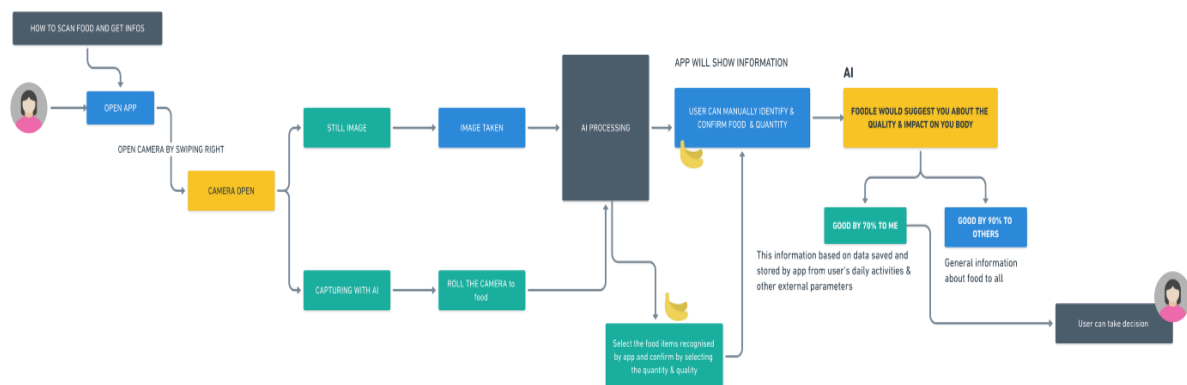 HOW TO SCAN FOOD AND GET INFOS
OPEN APP
OPEN CAMERA BY SWIPING RIGHT
CAMERA OPEN
STILL IMAGE
IMAGE TAKEN
CAPTURING WITH AI
ROLL THE CAMERA to
food
AI PROCESSING
Select the food items recognised
by app and confirm by selecting
the quantity & quality
APP WILL SHOW INFORMATION
USER CAN MANUALLY IDENTIFY &
CONFIRM FOOD & QUANTITY
AI
FOODLE WOULD SUGGEST YOU ABOUT THE
QUALITY & IMPACT ON YOU BODY
GOOD BY 70% TO ME
This information based on data saved and
stored by app from user's daily activities &
other external parameters
GOOD BY 90% TO
OTHERS
General information
about food to all
User can take decision